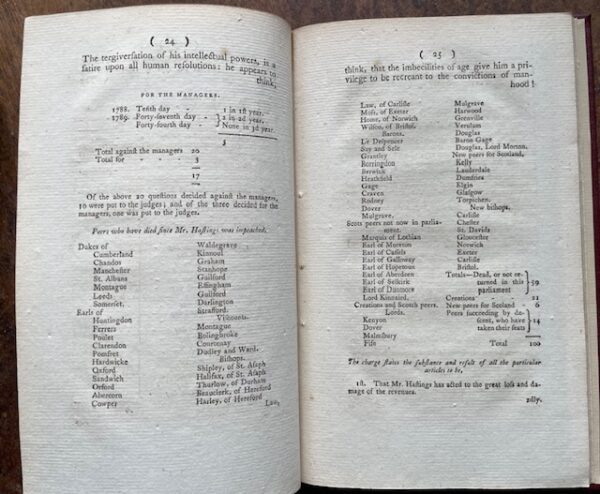 ( 24 )
The tergiversation of his intellectual powers, is a
satire upon all human resolutions: he appears to
think,
FOR THE MANAGERS.
1788. Tenth day - 1 in 1st year.
1789. Forty-seventh day - } 2 in 2d year.
Forty-fourth day - } None in 3d year.
3
Total against the managers 20
Total for 3
17
Of the above 20 questions decided against the managers,
10 were put to the judges; and of the three decided for the
managers, one was put to the judges.
Peers who have died since Mr. Hastings was impeached.
Dukes of
Cumberland
Chandos
Manchester
St. Albans
Montague
Leeds
Somerset.
Earls of
Huntingdon
Ferrers
Poulet
Clarendon
Pomfret
Hardwicke
Oxford
Sandwich
Orford
Abercorn
Cowper
Waldegrave
Kinnoul
Graham
Stanhope
Guilford
Effingham
Guilford
Darlington
Strafford.
Viscounts.
Montague
Bolingbroke
Courtenay
Dudley and Ward.
Bishops.
Shipley, of St. Asaph
Halifax, of St. Asaph
Thurlow, of Durham
Beauclerk, of Hereford
Harley, of Hereford
Law,
( 25 )
think, that the imbecilities of age give him a pri-
vilege to be recreant to the convictions of man-
hood!
Law, of Carlisle
Moss, of Exeter
Horne, of Norwich
Wilson, of Bristol.
Barons.
Le Despencer
Say and Sele
Grantley
Borringdon
Berwick
Heathfield
Gage
Craven
Rodney
Dover
Mulgrave,
Scots peers not now in parlia-
ment.
Marquis of Lothian
Earl of Moreton
Earl of Cassels
Earl of Galloway
Earl of Hopetoun
Earl of Aberdeen
Earl of Selkirk
Earl of Dunmore
Lord Kinnaird.
Creations and Scotch peers.
Lords.
Kenyon
Dover
Malmsbury
Fife
Mulgrave
Harwood
Grenville
Verulam
Douglas
Baron Gage
Douglas, Lord Morton.
New peers for Scotland.
Kelly
Lauderdale
Dumfries
Elgin
Glasgow
Torpichen.
New bishops.
Carlisle
Chester
St. Davids
Gloucester
Norwich
Exeter
Carlisle
Bristol.
Totals—Dead, or not re-
turned in this } 59
parliament
Creations - 21
New peers for Scotland - 6
Peers succeeding by de-
scent, who have } 14
taken their seats
Total 100
The charge states the substance and result of all the particular
articles to be,
1st. That Mr. Hastings has acted to the great loss and da-
mage of the revenues.
2dly.